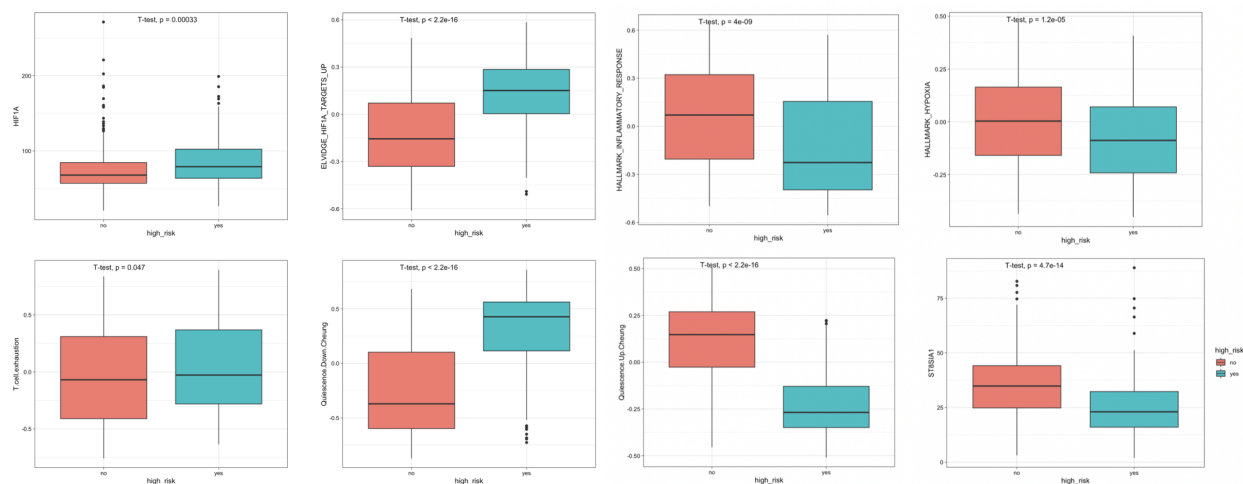 T-test, p = 0.00033
HIF1A
200
100
no
yes
high_risk
T-test, p < 2.2e-16
ELVIDGE_HIF1A_TARGETS_UP
0.6
0.3
0.0
-0.3
-0.6
no
yes
high_risk
T-test, p = 4e-09
HALLMARK_INFLAMMATORY_RESPONSE
0.6
0.3
0.0
-0.3
-0.6
no
yes
high_risk
T-test, p = 1.2e-05
HALLMARK_HYPOXIA
0.50
0.25
0.00
-0.25
no
yes
high_risk
T-test, p = 0.047
T.cell.exhaustion
0.5
0.0
-0.5
no
yes
high_risk
T-test, p < 2.2e-16
Quiescence.Down.Cheung
0.5
0.0
-0.5
no
yes
high_risk
T-test, p < 2.2e-16
Quiescence.Up.Cheung
0.50
0.25
0.00
-0.25
-0.50
no
yes
high_risk
T-test, p = 4.7e-14
ST8SIA1
75
50
25
0
no
yes
high_risk
high_risk
no
yes